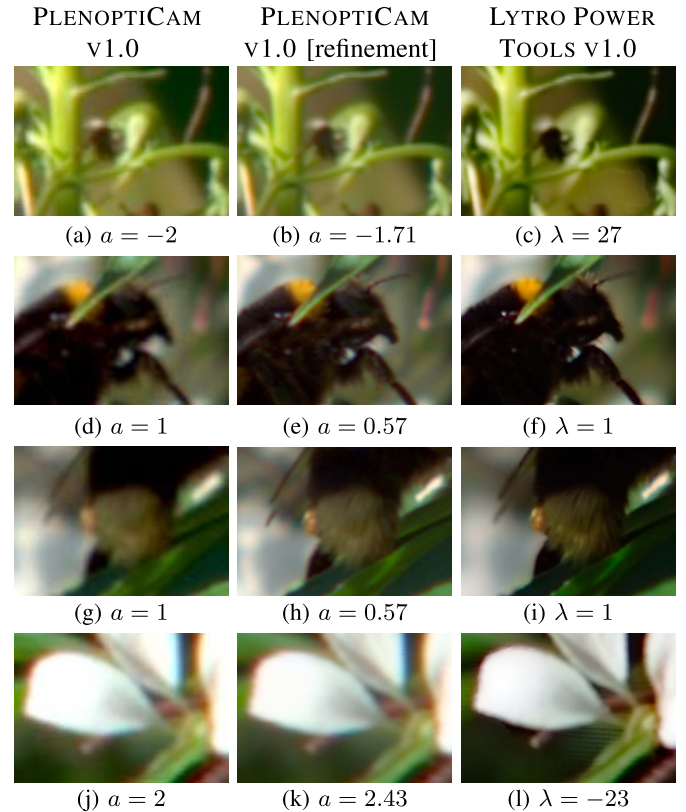 PLENOPTICAM PLENOPTICAM LYTRO POWER
V1.0 V1.0 [refinement] TOOLS V1.0
(a) a = −2 (b) a = −1.71 (c) λ = 27
(d) a = 1 (e) a = 0.57 (f) λ = 1
(g) a = 1 (h) a = 0.57 (i) λ = 1
(j) a = 2 (k) a = 2.43 (l) λ = −23